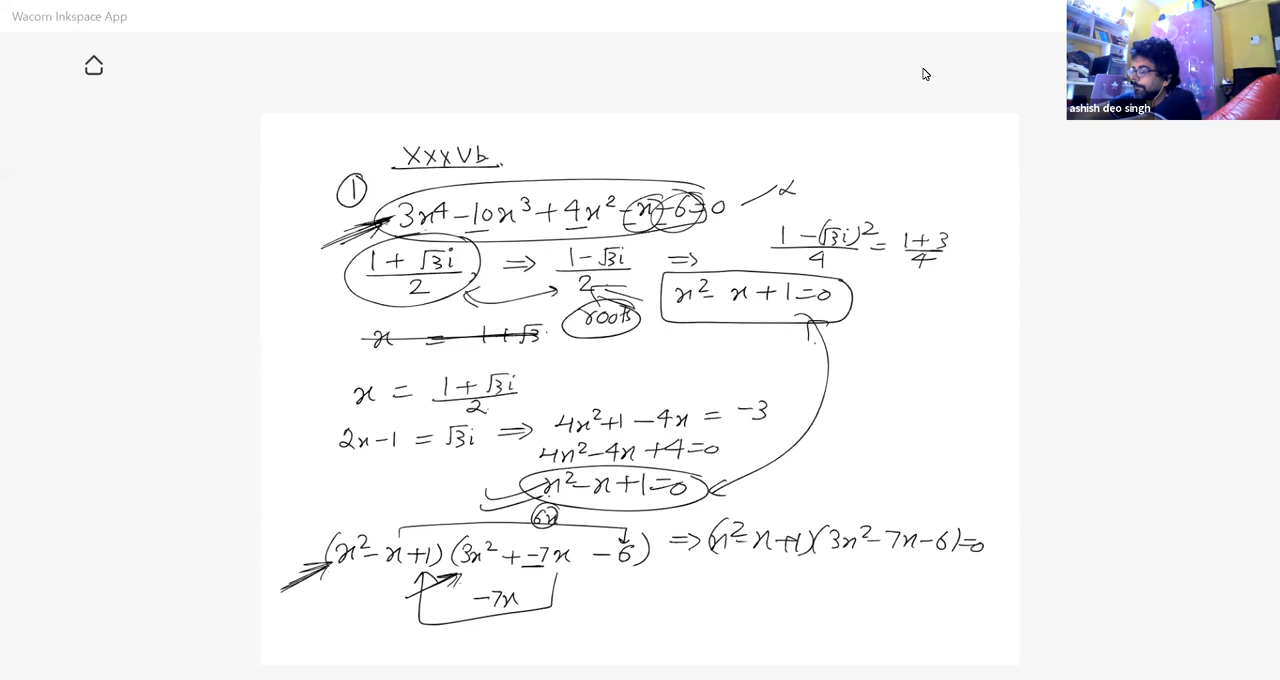 Wacom Inkspace App
ashish deo singh
XxxVb.
① 3x⁴ - 10x³ + 4x² - x - 6 = 0
(1 + √3i)/2 ⇒ (1 - √3i)/2 ⇒ (1 - (√3i)²)/4 = (1 + 3)/4
roots
x² - x + 1 = 0
x = 1 + √3
x = (1 + √3i)/2
2x - 1 = √3i ⇒ 4x² + 1 - 4x = -3
4x² - 4x + 4 = 0
x² - x + 1 = 0
6x
(x² - x + 1)(3x² + -7x - 6) ⇒ (x² - x + 1)(3x² - 7x - 6) = 0
-7x